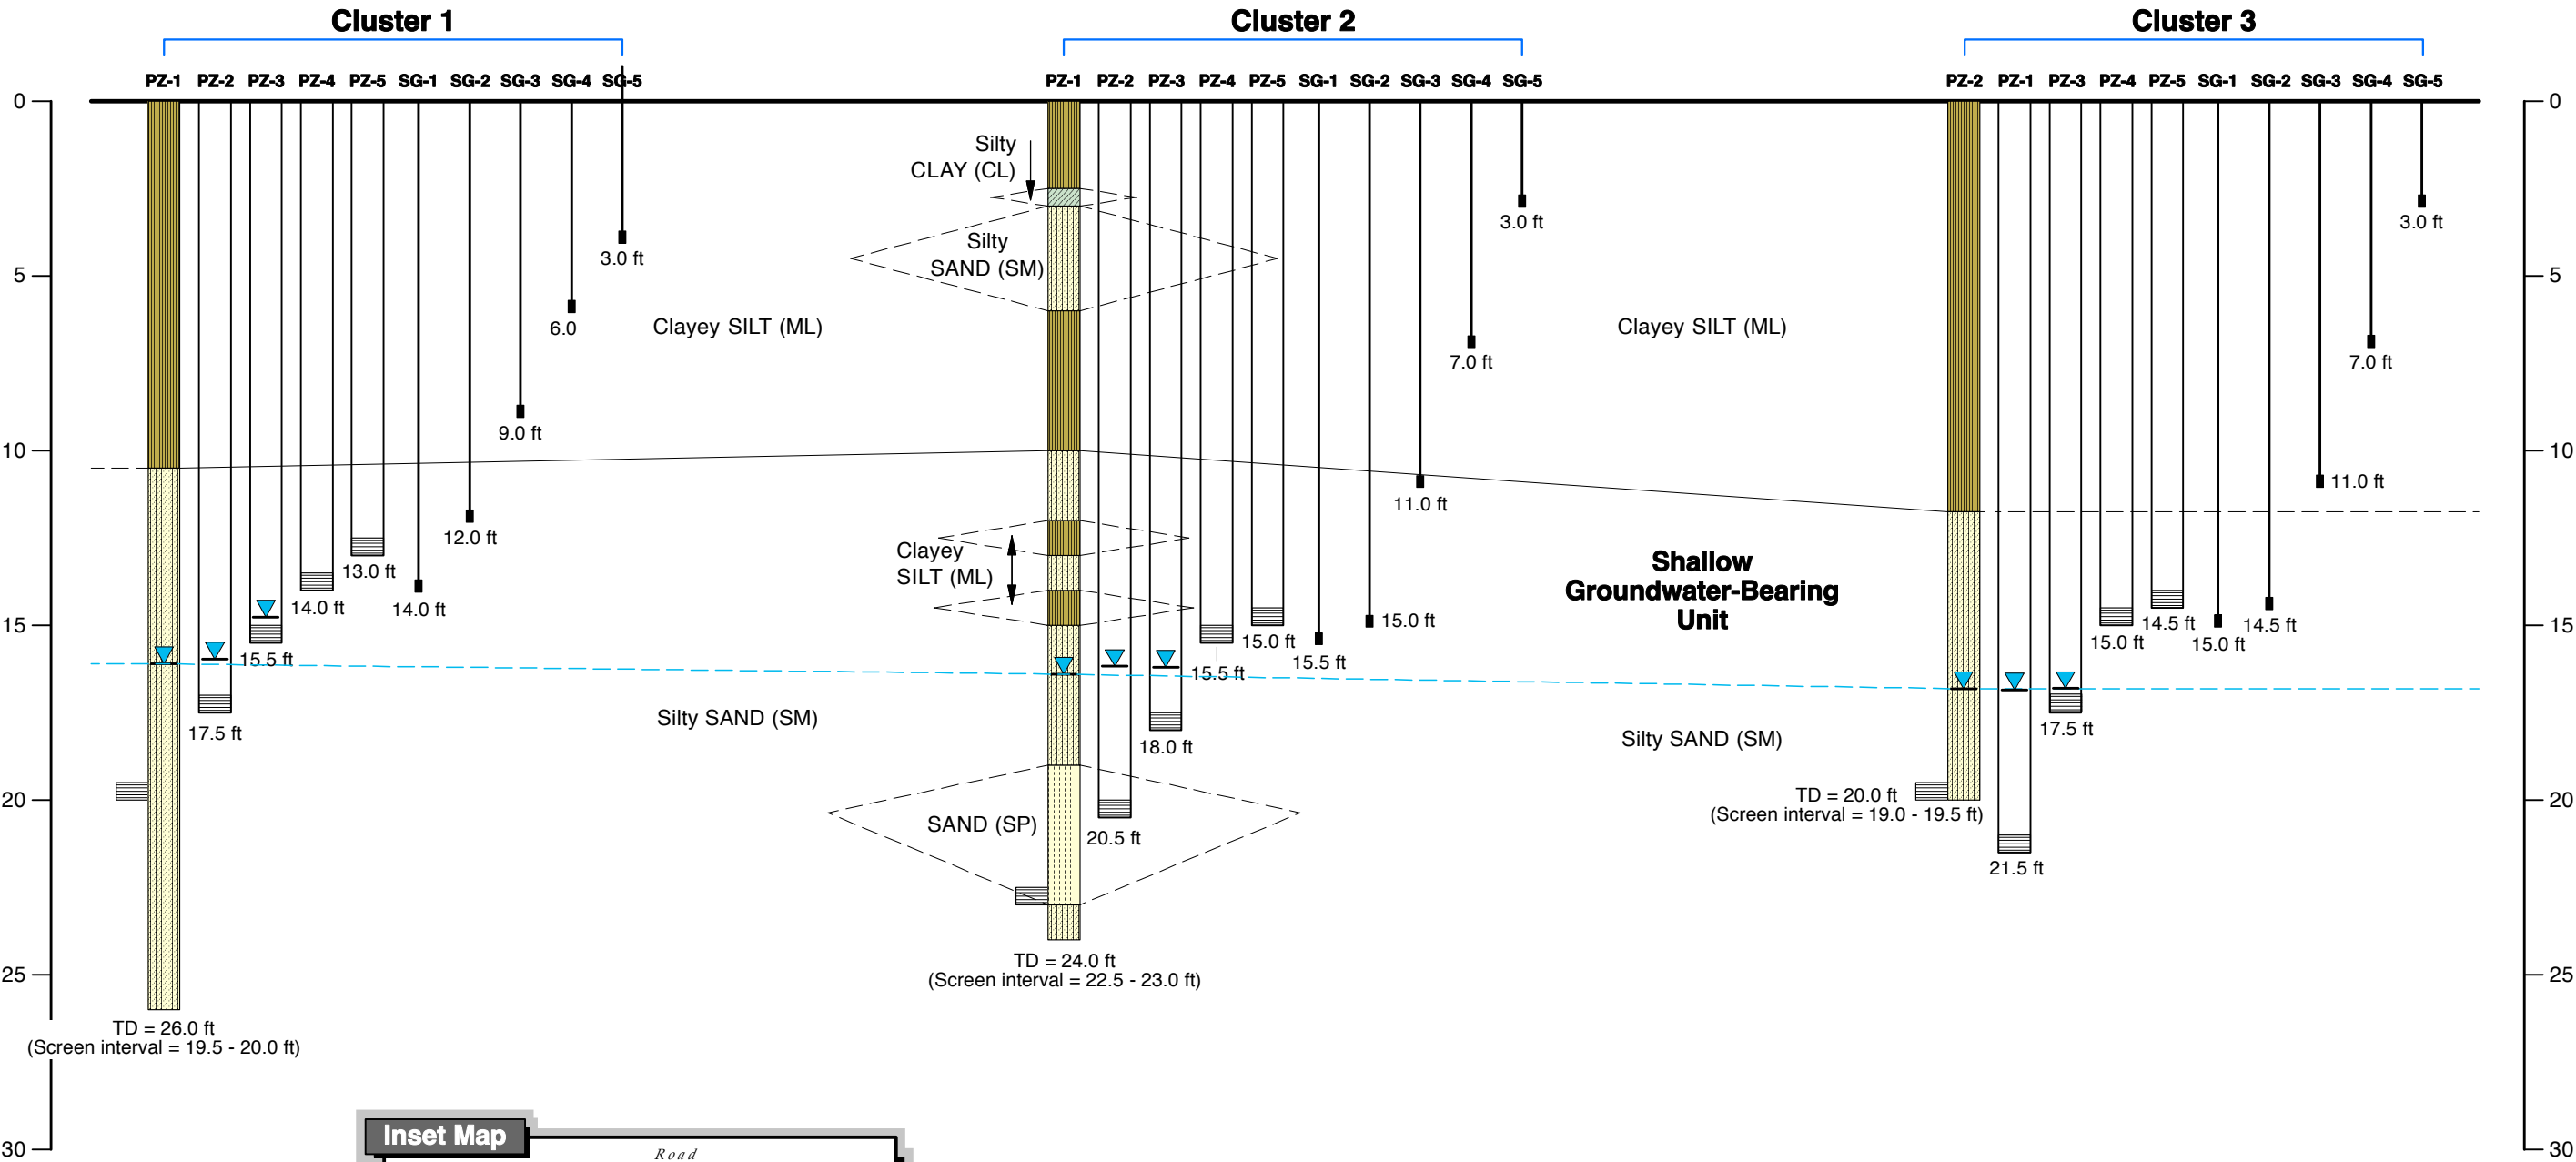 Cluster 1
Cluster 2
Cluster 3
PZ-1 PZ-2 PZ-3 PZ-4 PZ-5 SG-1 SG-2 SG-3 SG-4 SG-5
PZ-1 PZ-2 PZ-3 PZ-4 PZ-5 SG-1 SG-2 SG-3 SG-4 SG-5
PZ-2 PZ-1 PZ-3 PZ-4 PZ-5 SG-1 SG-2 SG-3 SG-4 SG-5
0
5
10
15
20
25
30
3.0 ft
6.0
9.0 ft
12.0 ft
13.0 ft
14.0 ft
14.0 ft
15.5 ft
17.5 ft
TD = 26.0 ft
(Screen interval = 19.5 - 20.0 ft)
Clayey SILT (ML)
Silty SAND (SM)
Silty
CLAY (CL)
Silty
SAND (SM)
Clayey
SILT (ML)
SAND (SP)
3.0 ft
7.0 ft
11.0 ft
15.0 ft
15.0 ft
15.5 ft
15.5 ft
18.0 ft
20.5 ft
TD = 24.0 ft
(Screen interval = 22.5 - 23.0 ft)
Clayey SILT (ML)
Shallow
Groundwater-Bearing
Unit
Silty SAND (SM)
3.0 ft
7.0 ft
11.0 ft
14.5 ft
14.5 ft
15.0 ft
15.0 ft
17.5 ft
TD = 20.0 ft
(Screen interval = 19.0 - 19.5 ft)
21.5 ft
0
5
10
15
20
25
30
Inset Map
Road